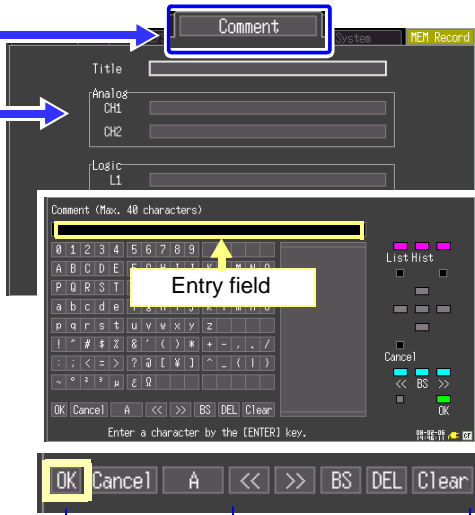 Comment
System
MEM Record
Title
Analog
CH1
CH2
Logic
L1
Comment (Max. 40 characters)
0 1 2 3 4 5 6 7 8 9
A B C D E
P Q R S T
Entry field
a b c d e
p q r s t u v w x y z
! " # $ % & ' ( ) * + - , . /
: ; < = > ? @ [ ¥ ] ^ _ { | }
~ ° ² ³ µ ε Ω
OK Cancel A << >> BS DEL Clear
Enter a character by the [ENTER] key.
List Hist
Cancel
<< BS >>
OK
CF
OK Cancel A << >> BS DEL Clear